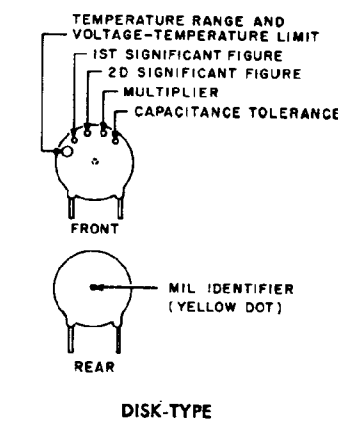 TEMPERATURE RANGE AND
VOLTAGE-TEMPERATURE LIMIT
1ST SIGNIFICANT FIGURE
2D SIGNIFICANT FIGURE
MULTIPLIER
CAPACITANCE TOLERANCE
FRONT
MIL IDENTIFIER
(YELLOW DOT)
REAR
DISK-TYPE